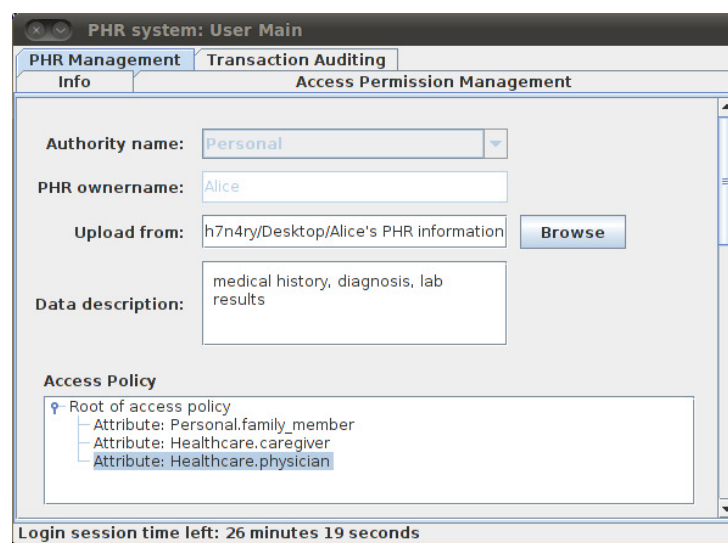 PHR system: User Main
PHR Management Transaction Auditing
Info Access Permission Management
Authority name: Personal
PHR ownername: Alice
Upload from: h7n4ry/Desktop/Alice's PHR information Browse
Data description: medical history, diagnosis, lab
results
Access Policy
Root of access policy
Attribute: Personal.family_member
Attribute: Healthcare.caregiver
Attribute: Healthcare.physician
Login session time left: 26 minutes 19 seconds